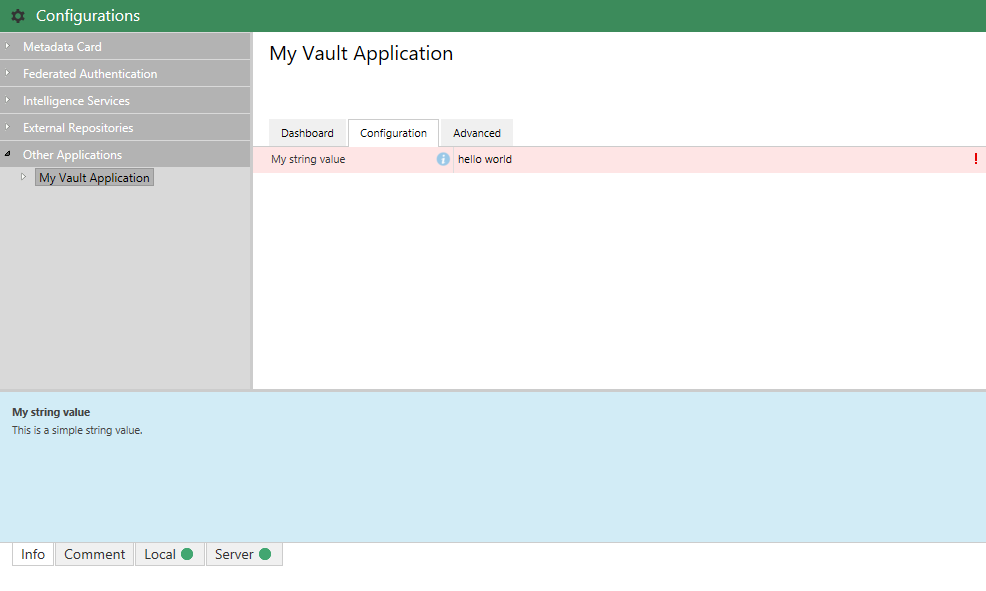 Configurations
Metadata Card
Federated Authentication
Intelligence Services
External Repositories
Other Applications
My Vault Application
My Vault Application
Dashboard Configuration Advanced
My string value i hello world !
My string value
This is a simple string value.
Info Comment Local Server